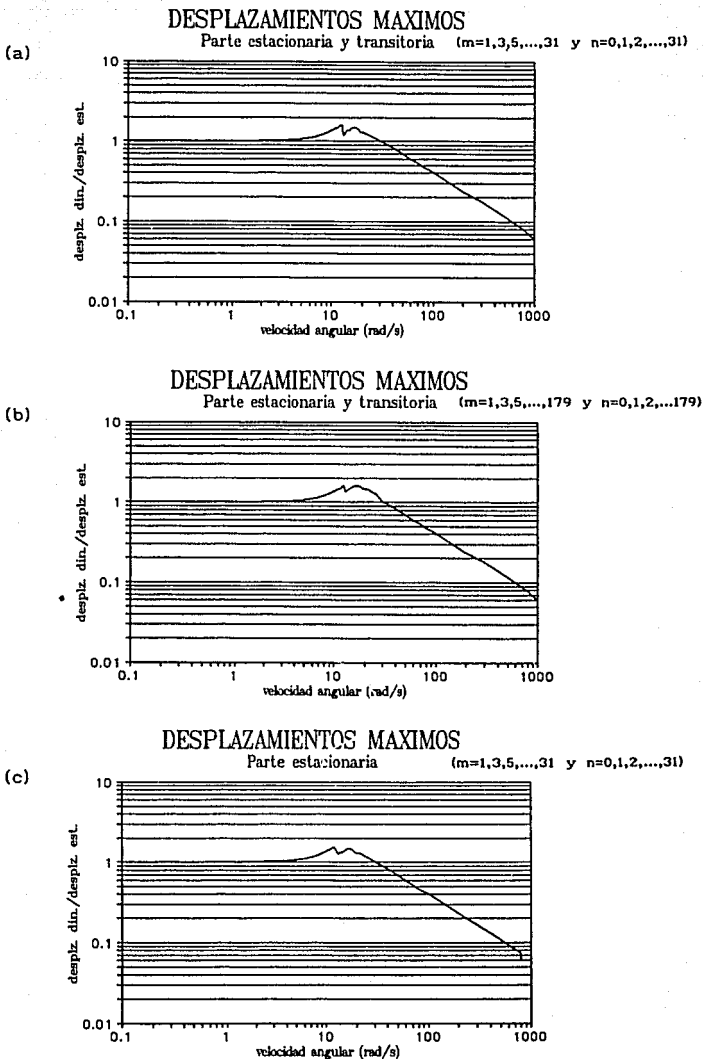 (a)
DESPLAZAMIENTOS MAXIMOS
Parte estacionaria y transitoria (m=1,3,5,...,31 y n=0,1,2,...,31)
10
1
0.1
0.01
desplz. din./desplz. est.
0.1 1 10 100 1000
velocidad angular (rad/s)
(b)
DESPLAZAMIENTOS MAXIMOS
Parte estacionaria y transitoria (m=1,3,5,...,179 y n=0,1,2,...179)
10
1
0.1
0.01
desplz. din./desplz. est.
0.1 1 10 100 1000
velocidad angular (rad/s)
(c)
DESPLAZAMIENTOS MAXIMOS
Parte estacionaria (m=1,3,5,...,31 y n=0,1,2,...,31)
10
1
0.1
0.01
desplz. din./desplz. est.
0.1 1 10 100 1000
velocidad angular (rad/s)